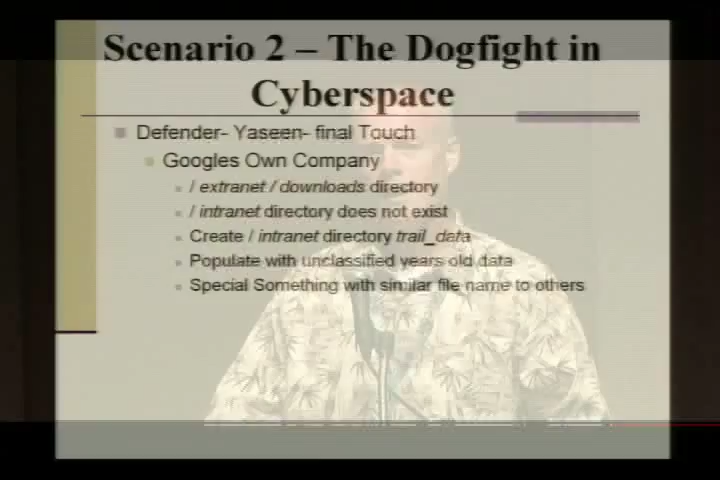 Scenario 2 – The Dogfight in
Cyberspace
Defender- Yaseen- final Touch
Googles Own Company
/ extranet / downloads directory
/ intranet directory does not exist
Create / intranet directory trail_data
Populate with unclassified years old data
Special Something with similar file name to others